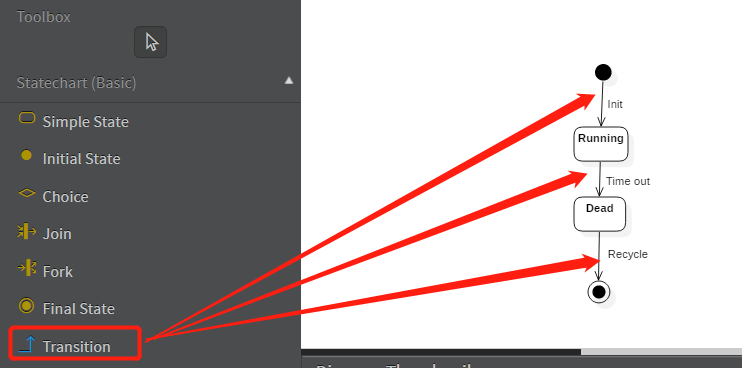 Toolbox
Statechart (Basic)
Simple State
Initial State
Choice
Join
Fork
Final State
Transition
Init
Running
Time out
Dead
Recycle